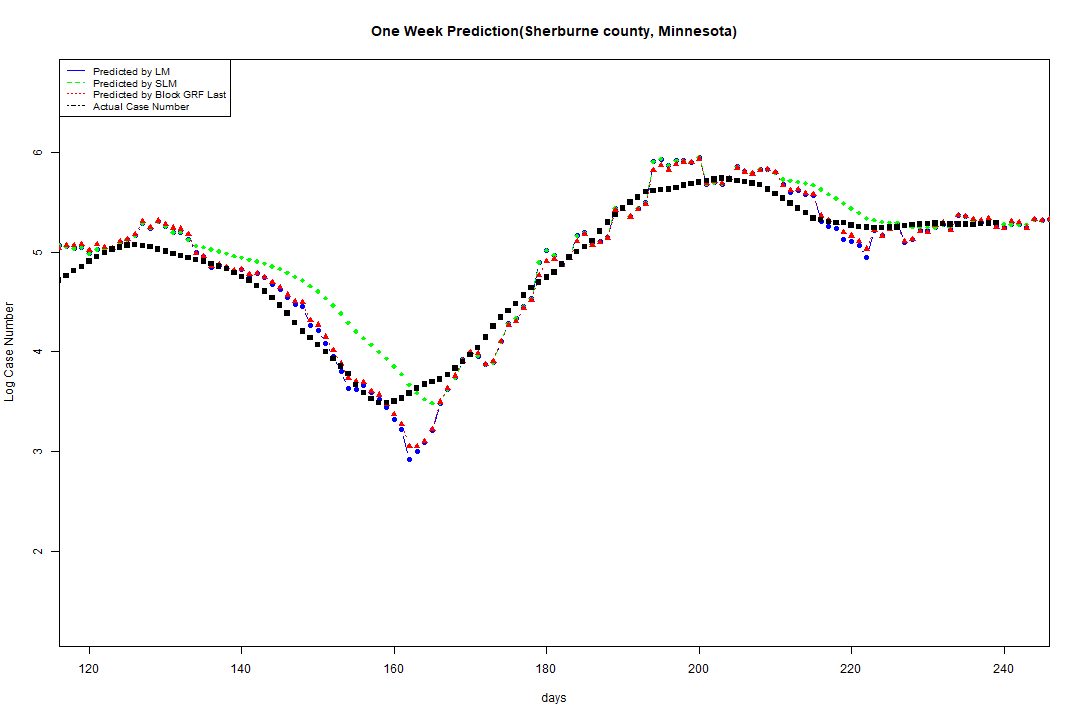 One Week Prediction(Sherburne county, Minnesota)
Predicted by LM
Predicted by SLM
Predicted by Block GRF Last
Actual Case Number
6
5
4
3
2
Log Case Number
120 140 160 180 200 220 240
days